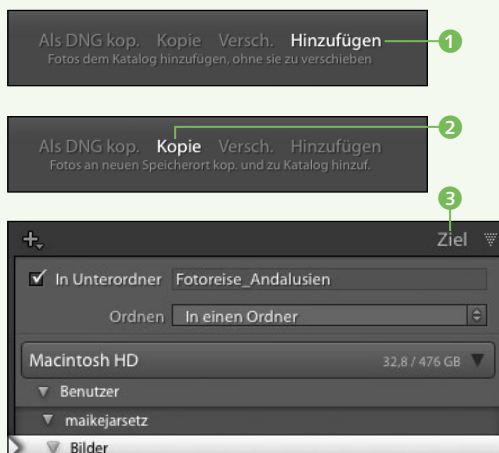 Als DNG kop. Kopie Versch. Hinzufügen 1
Fotos dem Katalog hinzufügen, ohne sie zu verschieben
2
Als DNG kop. Kopie Versch. Hinzufügen
Fotos an neuen Speicherort kop. und zu Katalog hinzuf.
3
Ziel
In Unterordner Fotoreise_Andalusien
Ordnen In einen Ordner
Macintosh HD 32,8 / 476 GB
Benutzer
maikejarsetz
Bilder